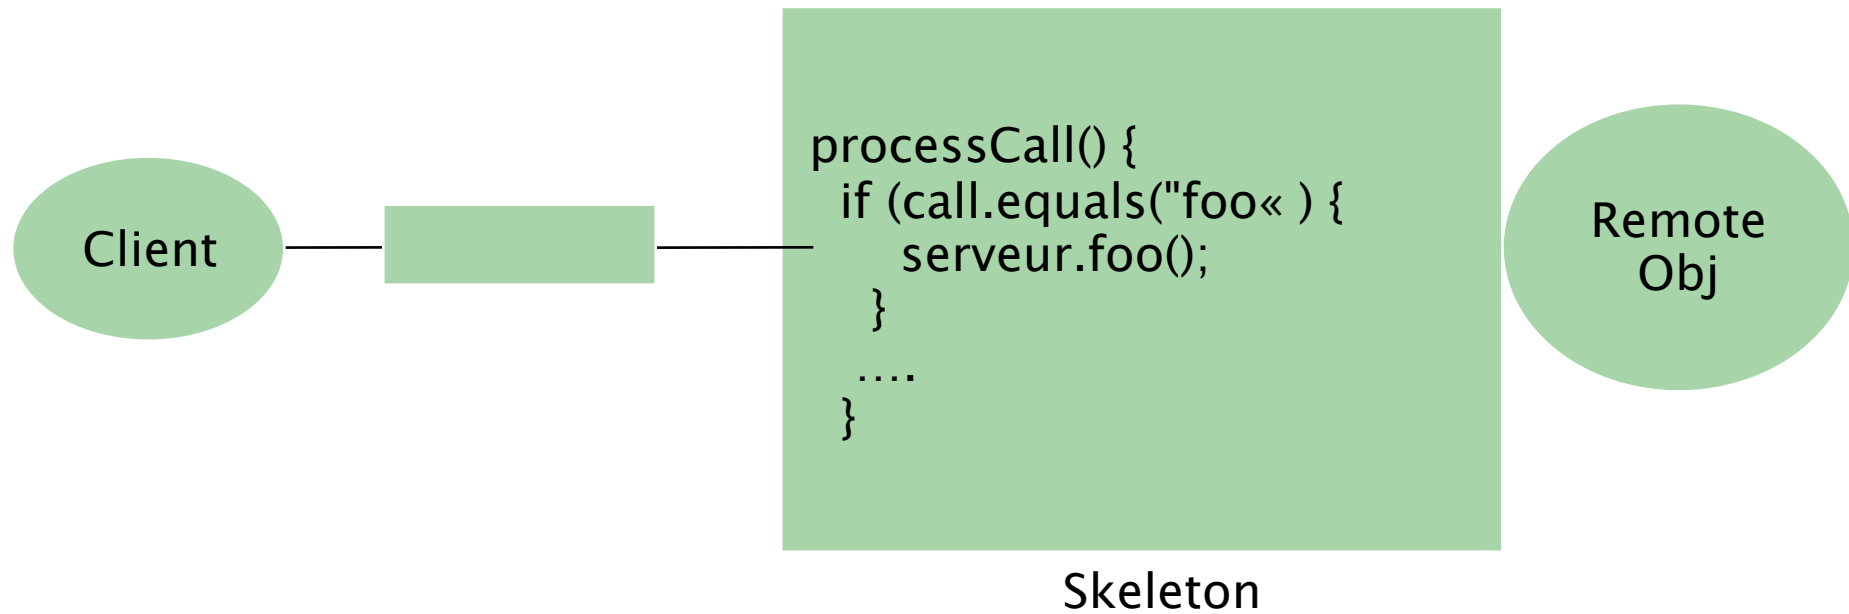 Client
processCall() {
if (call.equals("foo« ) {
serveur.foo();
}
….
}
Remote
Obj
Skeleton